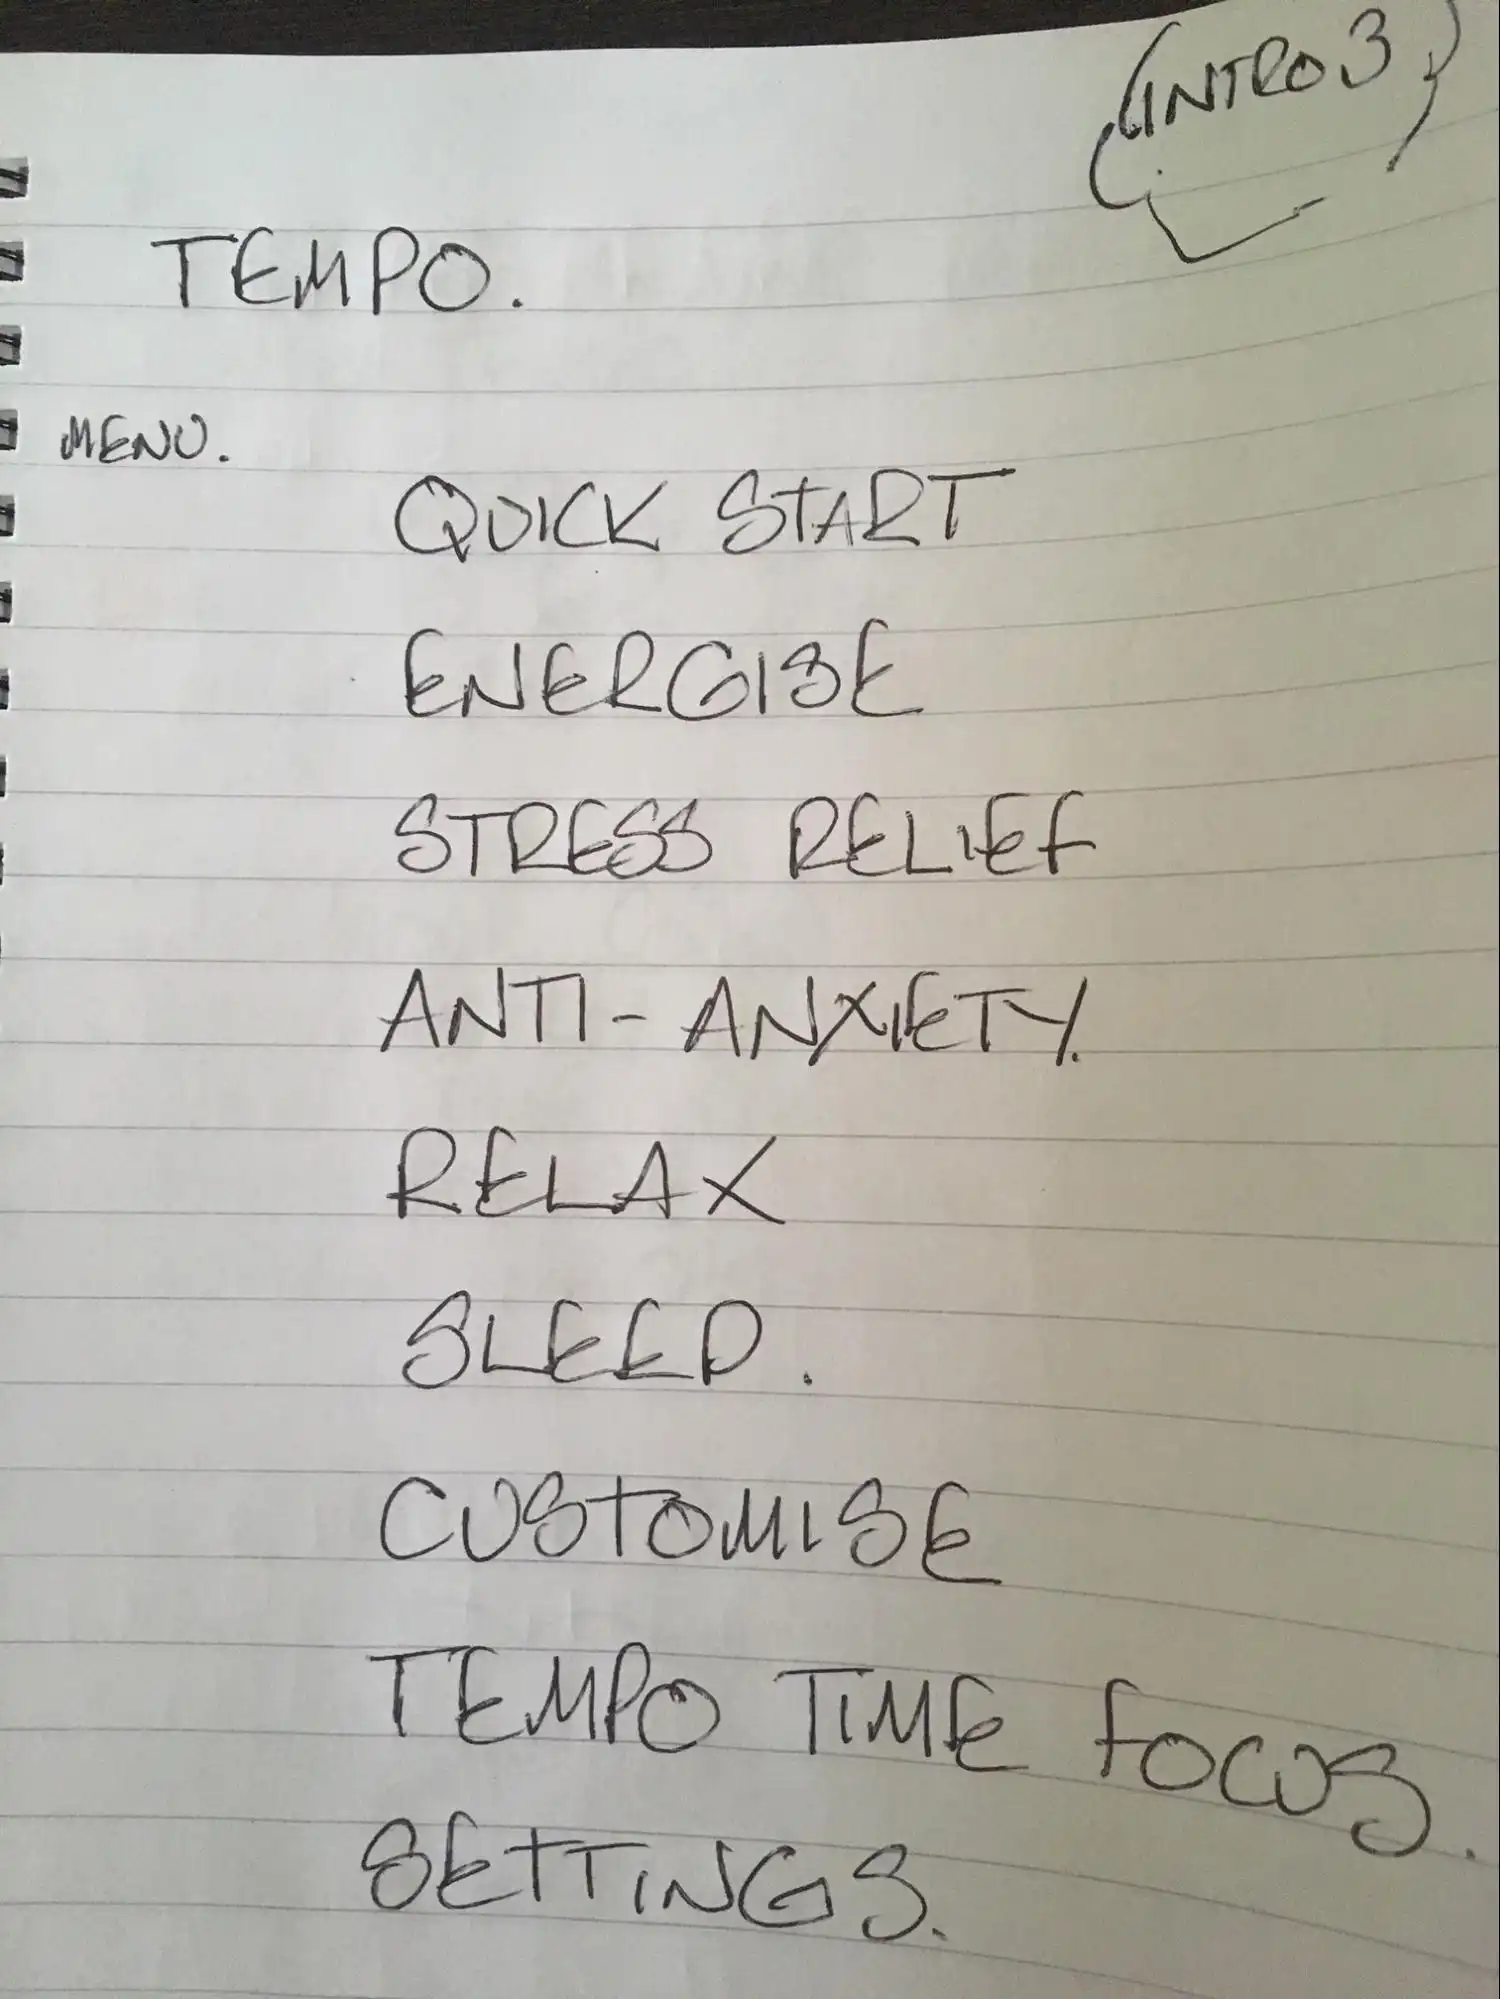 (INTRO 3)
TEMPO.
MENU.
QUICK START
ENERGISE
STRESS RELIEF
ANTI-ANXIETY.
RELAX
SLEEP.
CUSTOMISE
TEMPO TIME FOCUS.
SETTINGS.